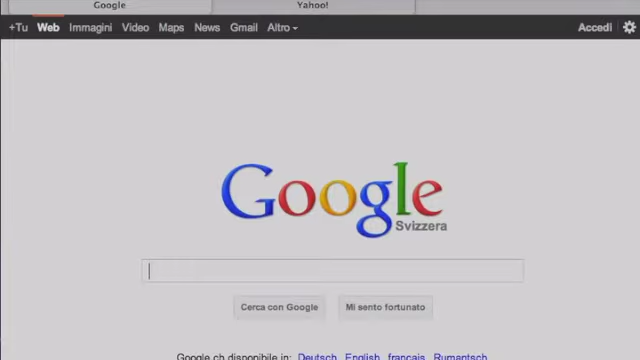 Google Yahoo!
+Tu Web Immagini Video Maps News Gmail Altro Accedi
Google
Svizzera
Cerca con Google Mi sento fortunato
Google.ch disponibile in: Deutsch English français Rumantsch